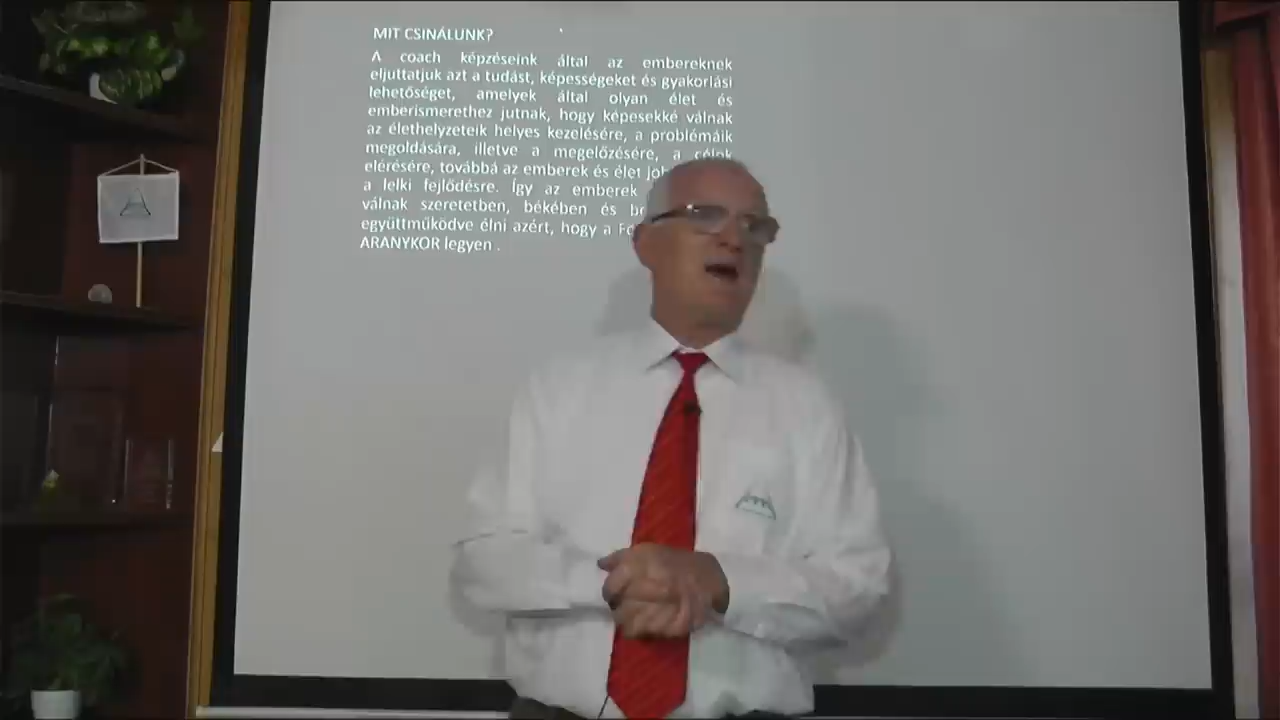 MIT CSINÁLUNK?
A coach képzéseink által az embereknek
eljuttatjuk azt a tudást, képességeket és gyakorlási
lehetőséget, amelyek által olyan élet és
emberismerethez jutnak, hogy képesekké válnak
az élethelyzeteik helyes kezelésére, a problémáik
megoldására, illetve a megelőzésére, a célok
elérésére, továbbá az emberek és élet
a lelki fejlődésre. Így az emberek
válnak szeretetben, békében és
együttműködve élni azért, hogy a
ARANYKOR legyen .